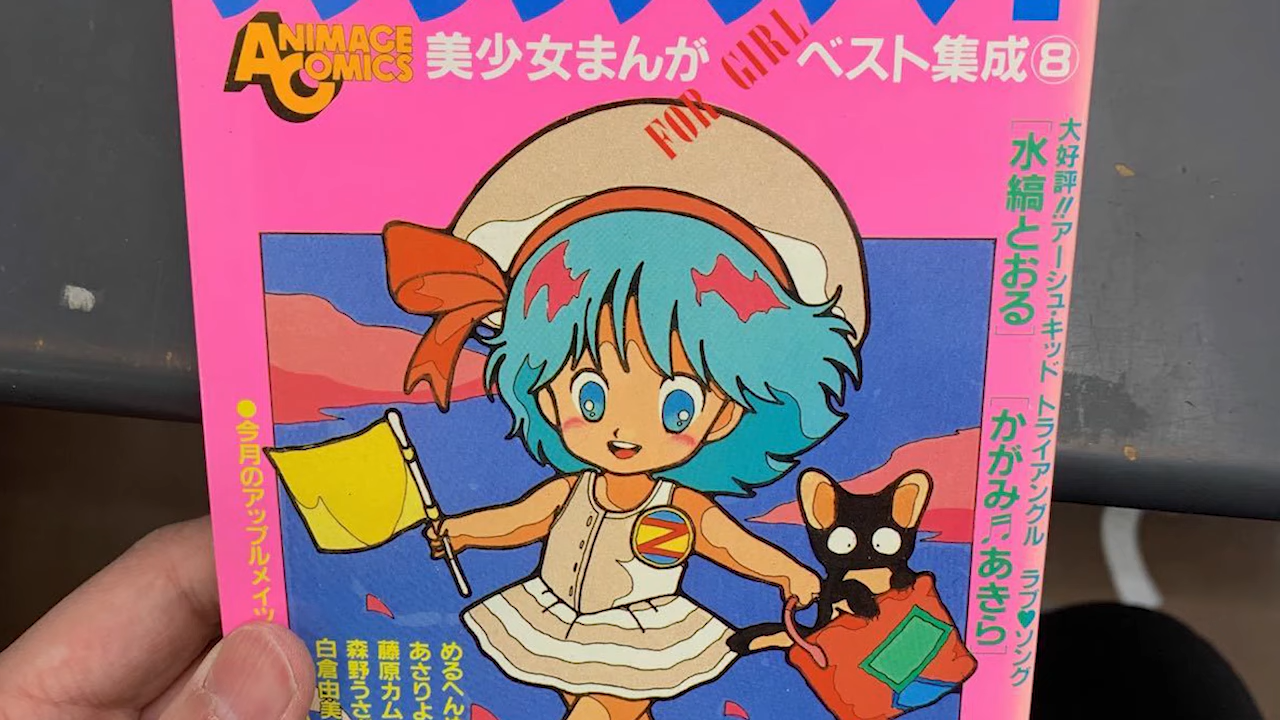 ANIMAGE
COMICS
美少女まんが
FOR GIRL
ベスト集成⑧
大好評!!アーシュ・キッド
[水縞とおる]
トライアングル ラブ♥ソング
[かがみ♬あきら]
●今月のアップルメイツ
めるへん
あさりよ
藤原カム
森野うさ
白倉由美
Z